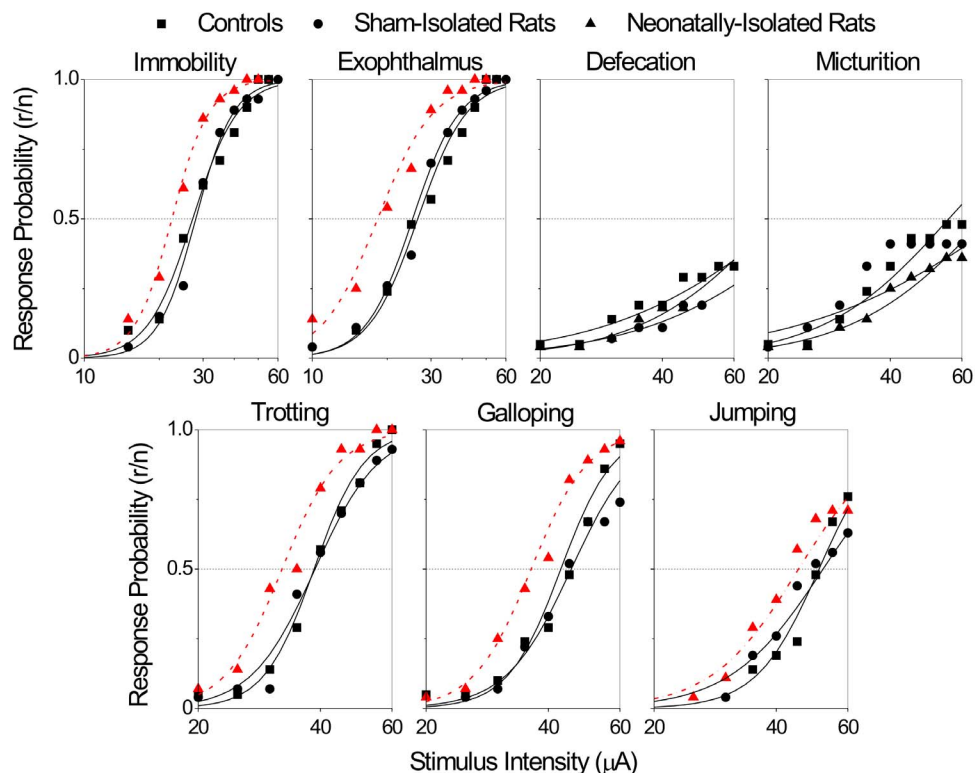 ■ Controls ● Sham-Isolated Rats ▲ Neonatally-Isolated Rats
Immobility Exophthalmus Defecation Micturition
Response Probability (r/n)
1.0
0.5
0
10 30 60 10 30 60 20 40 60 20 40 60
Trotting Galloping Jumping
Response Probability (r/n)
1.0
0.5
0
20 40 60 20 40 60 20 40 60
Stimulus Intensity (μA)